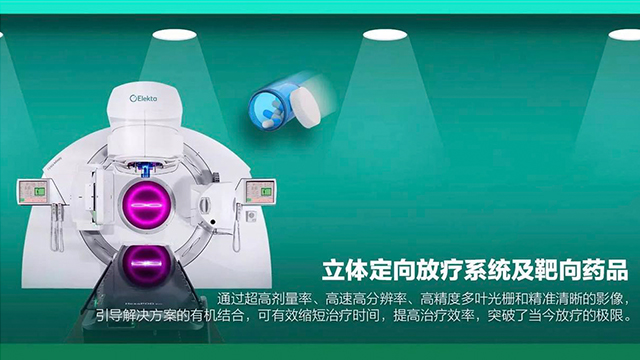 Elekta
立体定向放疗系统及靶向药品
通过超高剂量率、高速高分辨率、高精度多叶光栅和精准清晰的影像，
引导解决方案的有机结合，可有效缩短治疗时间，提高治疗效率，突破了当今放疗的极限。